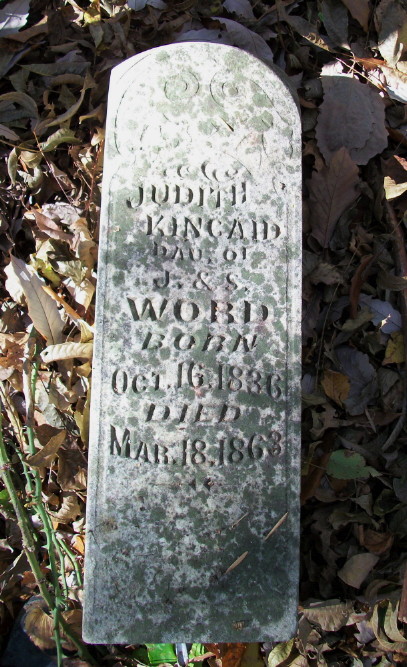 JUDITH
KINCAID
DAU. OF
J. & S.
WORD
BORN
OCT. 16. 1836
DIED
MAR. 18. 1863